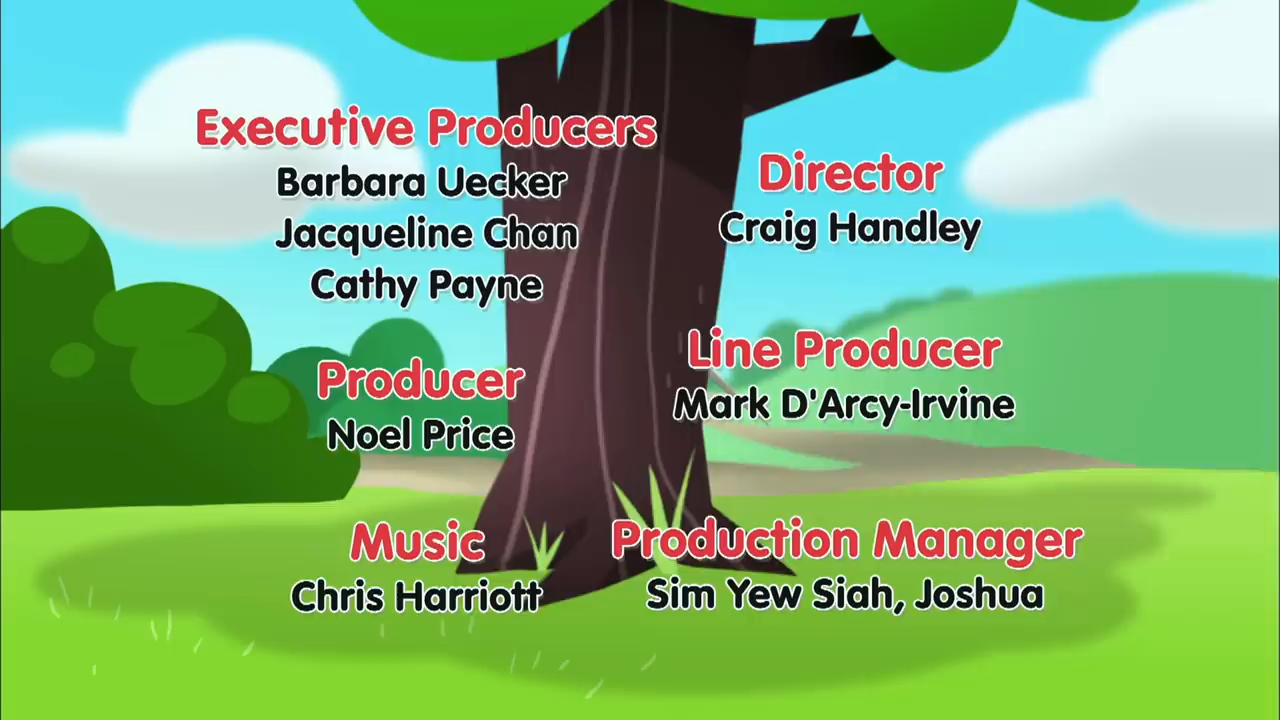 Executive Producers
Barbara Uecker
Jacqueline Chan
Cathy Payne
Producer
Noel Price
Music
Chris Harriott
Director
Craig Handley
Line Producer
Mark D'Arcy-Irvine
Production Manager
Sim Yew Siah, Joshua